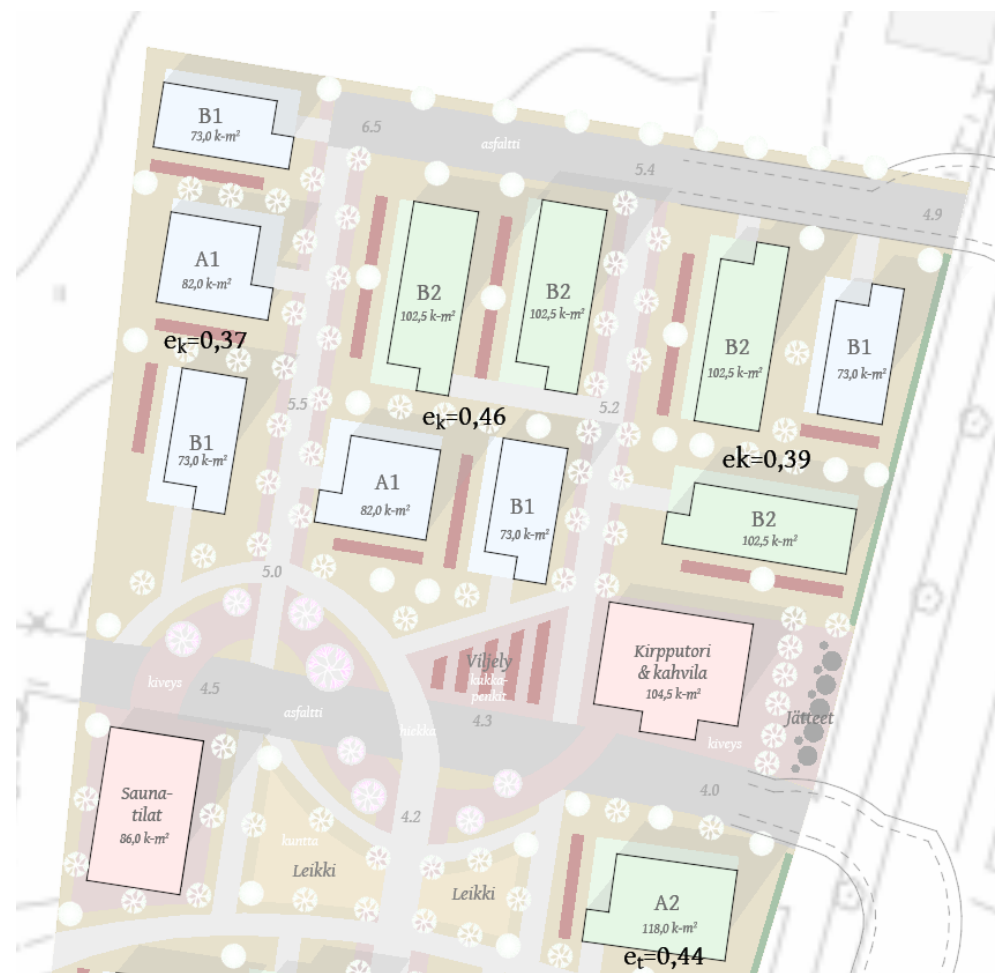 B1
73,0 k-m²
6.5
asfaltti
5.4
4.9
A1
82,0 k-m²
B2
102,5 k-m²
B2
102,5 k-m²
B2
102,5 k-m²
B1
73,0 k-m²
eₖ=0,37
5.5
eₖ=0,46
5.2
B1
73,0 k-m²
A1
82,0 k-m²
B1
73,0 k-m²
ek=0,39
B2
102,5 k-m²
5.0
Viljely
kukka-
penkit
Kirpputori
& kahvila
104,5 k-m²
kiveys
4.5
asfaltti
hiekka
4.3
kiveys
Jätteet
Sauna-
tilat
86,0 k-m²
4.0
4.2
kuntta
Leikki
Leikki
A2
118,0 k-m²
eₜ=0,44